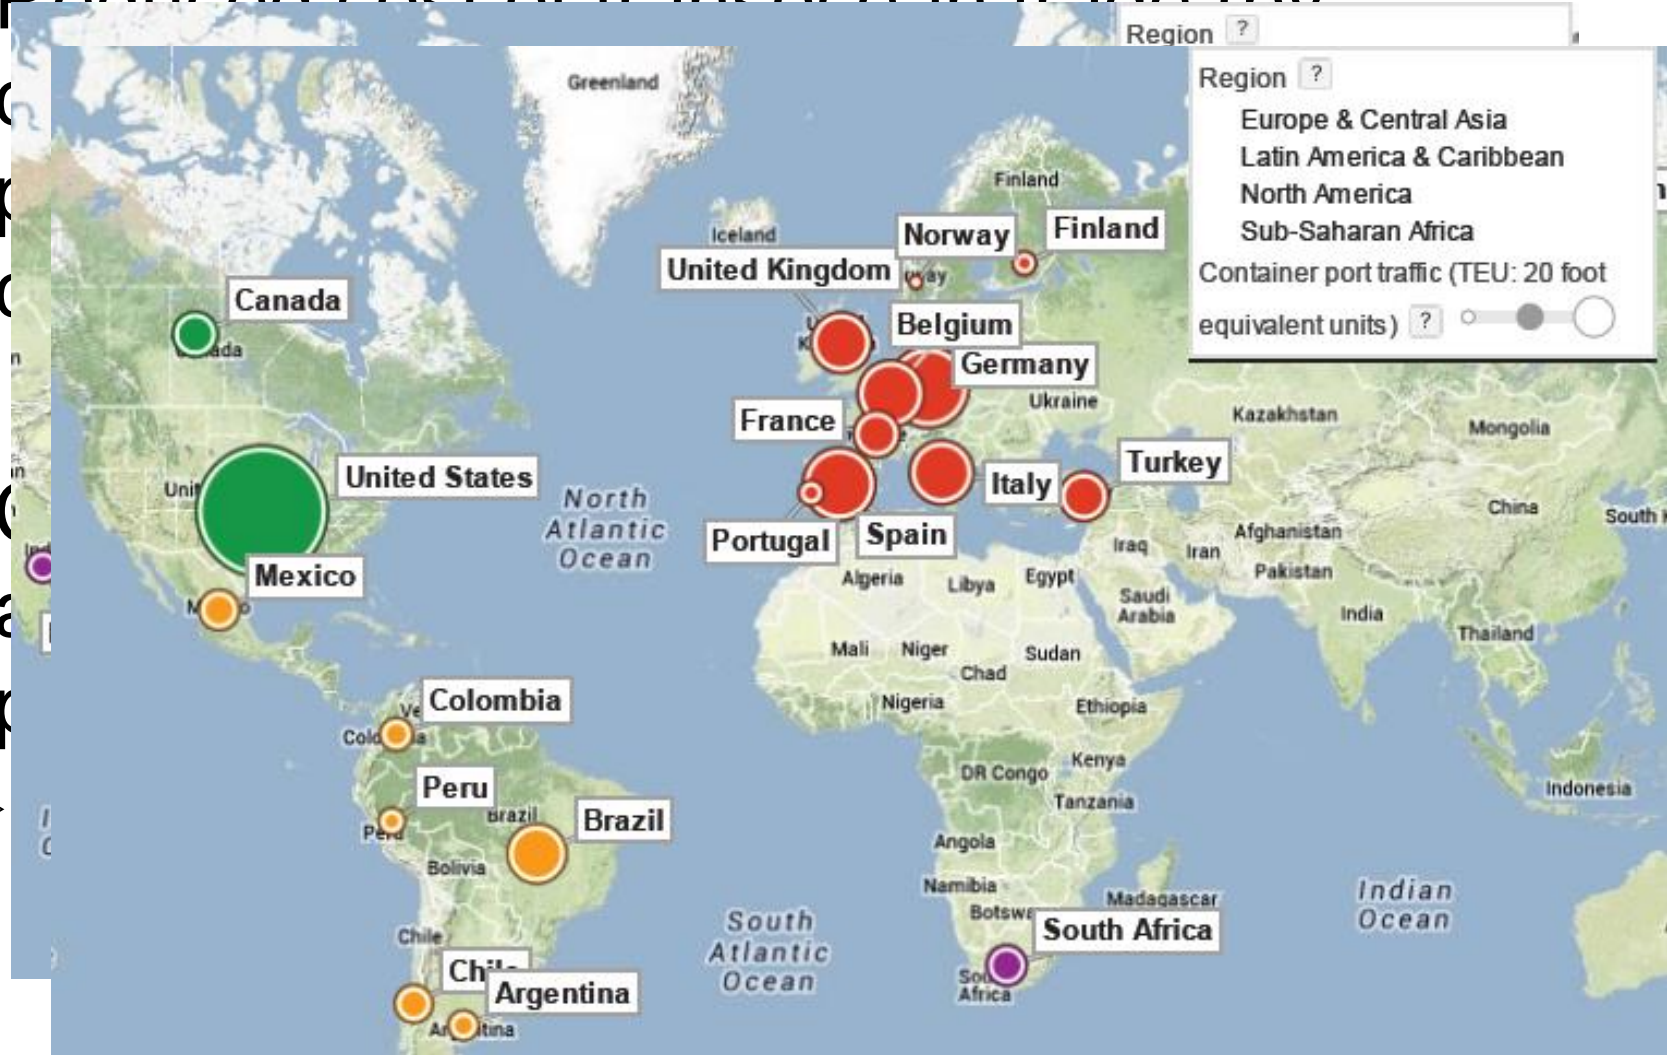 Region ?
Region ?
Europe & Central Asia
Latin America & Caribbean
North America
Sub-Saharan Africa
Container port traffic (TEU: 20 foot
equivalent units) ?
Greenland
Finland
Iceland
Norway
Finland
United Kingdom
Canada
Belgium
Germany
Ukraine
Kazakhstan
Mongolia
France
Turkey
United States
Italy
North
Atlantic
Ocean
China
South
Portugal
Spain
Afghanistan
Iraq
Iran
Pakistan
Mexico
Algeria
Libya
Egypt
Saudi
Arabia
India
Thailand
Mali
Niger
Sudan
Chad
Nigeria
Ethiopia
Colombia
DR Congo
Kenya
Tanzania
Indonesia
Peru
Brazil
Brazil
Peru
Bolivia
Angola
Namibia
Madagascar
Indian
Ocean
South
Atlantic
Ocean
South Africa
Chile
Chile
Argentina
Africa